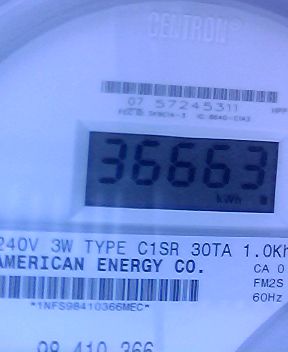 CENTRON®
07 57245311
36663
kWh
240V 3W TYPE C1SR 30TA 1.0Kh
AMERICAN ENERGY CO.
CA 0
FM2S
60Hz
*1NFS98410366MEC*
98 410 366